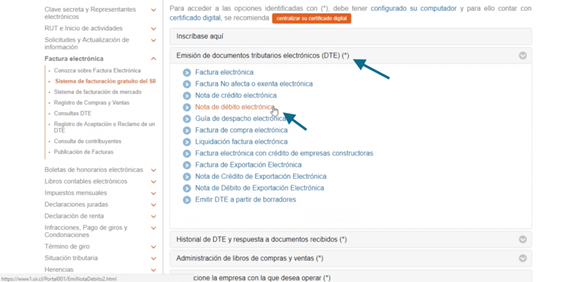 Clave secreta y Representantes
electrónicos
RUT e Inicio de actividades
Solicitudes y Actualización de
información
Factura electrónica
Conozca sobre Factura Electrónica
Sistema de facturación gratuito del SII
Sistema de facturación de mercado
Registro de Compras y Ventas
Consultas DTE
Registro de Aceptación o Reclamo de un
DTE
Consulta de contribuyentes
Publicación de Facturas
Boletas de honorarios electrónicas
Libros contables electrónicos
Impuestos mensuales
Declaraciones juradas
Declaración de renta
Infracciones, Pago de giros y
Condonaciones
Término de giro
Situación tributaria
Herencias
https://www1.sii.cl/Portal001/EmiNotaDebito2.html
Para acceder a las opciones identificadas con (*), debe tener configurado su computador y para ello contar con
certificado digital, se recomienda centralizar su certificado digital
Inscríbase aquí
Emisión de documentos tributarios electrónicos (DTE) (*)
Factura electrónica
Factura No afecta o exenta electrónica
Nota de crédito electrónica
Nota de débito electrónica
Guía de despacho electrónica
Factura de compra electrónica
Liquidación factura electrónica
Factura electrónica con crédito de empresas constructoras
Factura de Exportación Electrónica
Nota de Crédito de Exportación Electrónica
Nota de Débito de Exportación Electrónica
Emitir DTE a partir de borradores
Historial de DTE y respuesta a documentos recibidos (*)
Administración de libros de compras y ventas (*)
cione la empresa con la que desea operar (*)